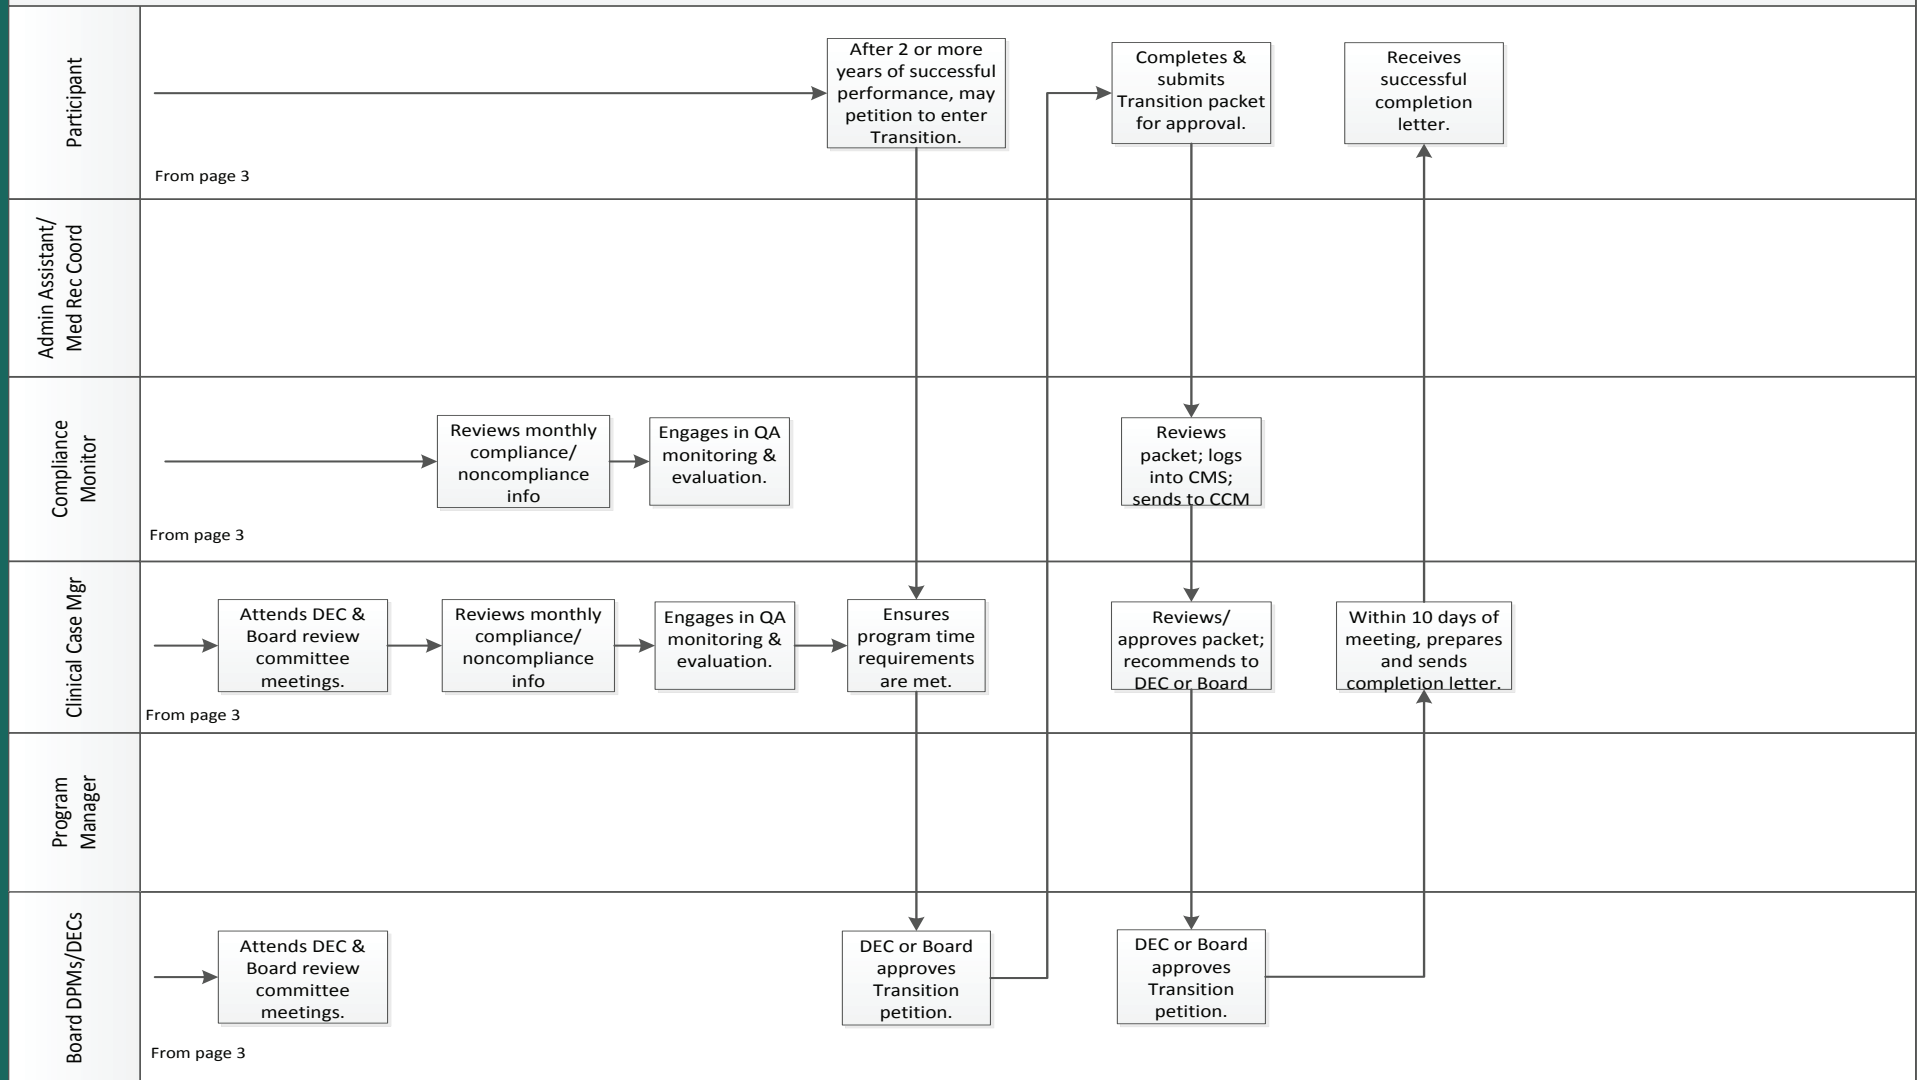 Participant
After 2 or more
years of successful
performance, may
petition to enter
Transition.
Completes &
submits
Transition packet
for approval.
Receives
successful
completion
letter.
From page 3
Admin Assistant/
Med Rec Coord
Compliance
Monitor
Reviews monthly
compliance/
noncompliance
info
Engages in QA
monitoring &
evaluation.
Reviews
packet; logs
into CMS;
sends to CCM
From page 3
Clinical Case Mgr
Attends DEC &
Board review
committee
meetings.
Reviews monthly
compliance/
noncompliance
info
Engages in QA
monitoring &
evaluation.
Ensures
program time
requirements
are met.
Reviews/
approves packet;
recommends to
DEC or Board
Within 10 days of
meeting, prepares
and sends
completion letter.
From page 3
Program
Manager
Board DPMs/DECs
Attends DEC &
Board review
committee
meetings.
DEC or Board
approves
Transition
petition.
DEC or Board
approves
Transition
petition.
From page 3